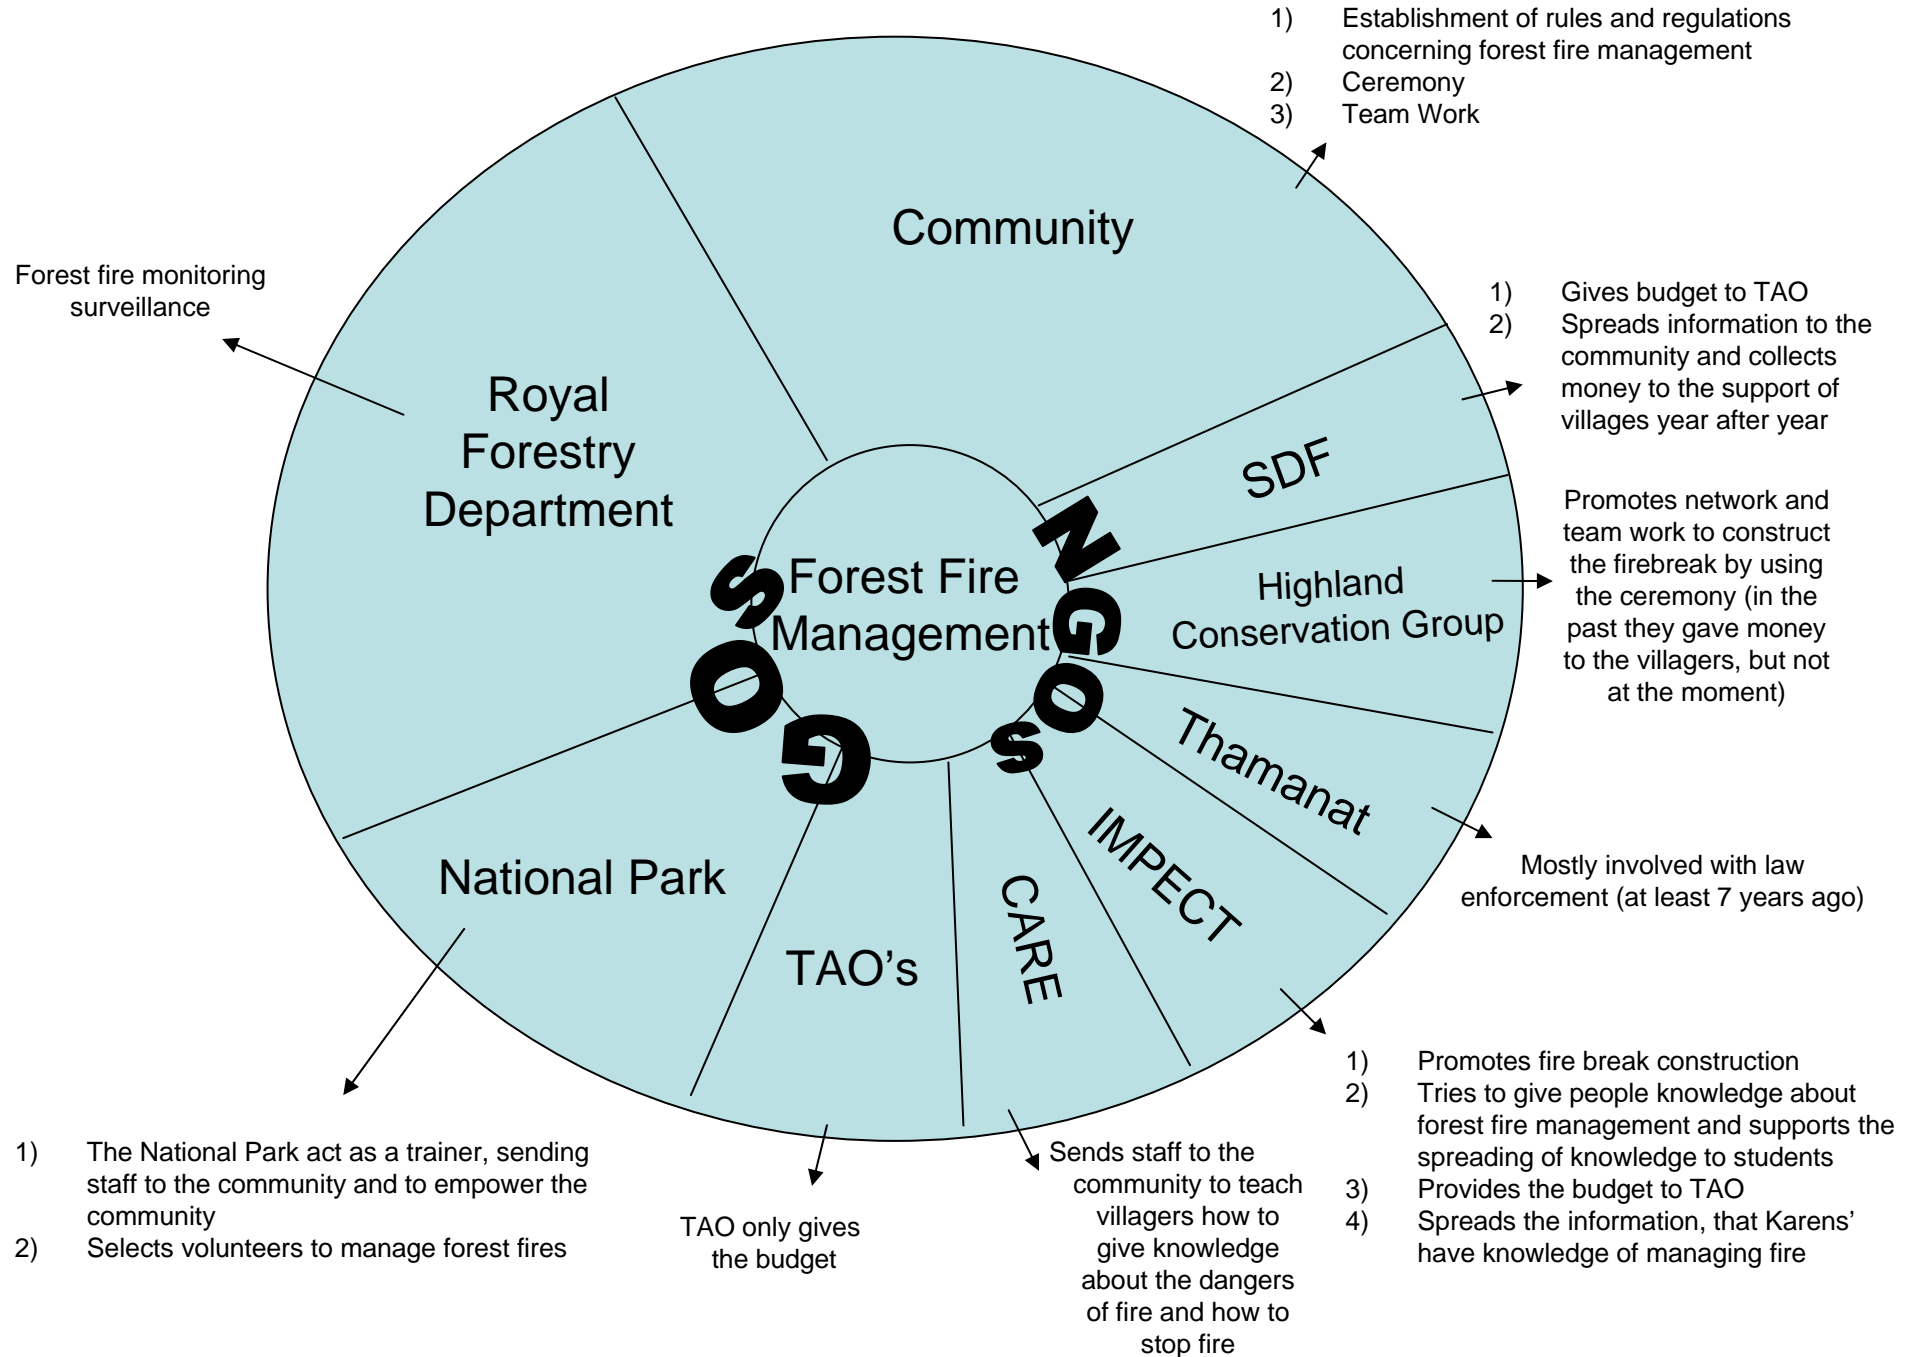 1) Establishment of rules and regulations
concerning forest fire management
2) Ceremony
3) Team Work
Community
Forest fire monitoring
surveillance
Royal
Forestry
Department
1) Gives budget to TAO
2) Spreads information to the
community and collects
money to the support of
villages year after year
SDF
Promotes network and
team work to construct
the firebreak by using
the ceremony (in the
past they gave money
to the villagers, but not
at the moment)
Highland
Conservation Group
Forest Fire
Management
NGOs
GOS
Thamanat
Mostly involved with law
enforcement (at least 7 years ago)
IMPECT
CARE
TAO's
National Park
1) The National Park act as a trainer, sending
staff to the community and to empower the
community
2) Selects volunteers to manage forest fires
TAO only gives
the budget
Sends staff to the
community to teach
villagers how to
give knowledge
about the dangers
of fire and how to
stop fire
1) Promotes fire break construction
2) Tries to give people knowledge about
forest fire management and supports the
spreading of knowledge to students
3) Provides the budget to TAO
4) Spreads the information, that Karens'
have knowledge of managing fire